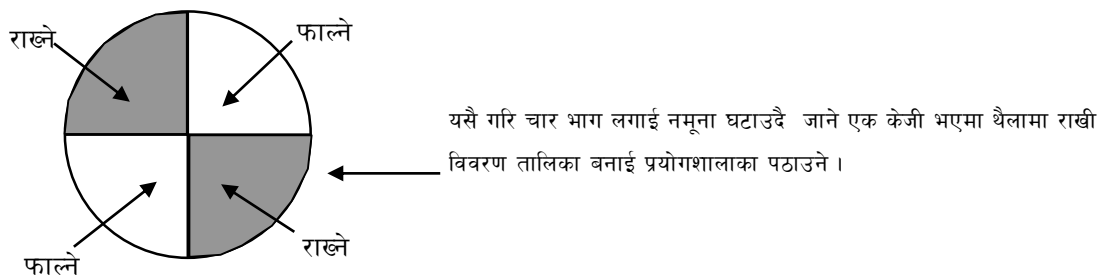 राख्ने
फाल्ने
यसै गरि चार भाग लगाई नमूना घटाउदै जाने एक केजी भएमा थैलामा राखी
विवरण तालिका बनाई प्रयोगशालाका पठाउने ।
फाल्ने
राख्ने